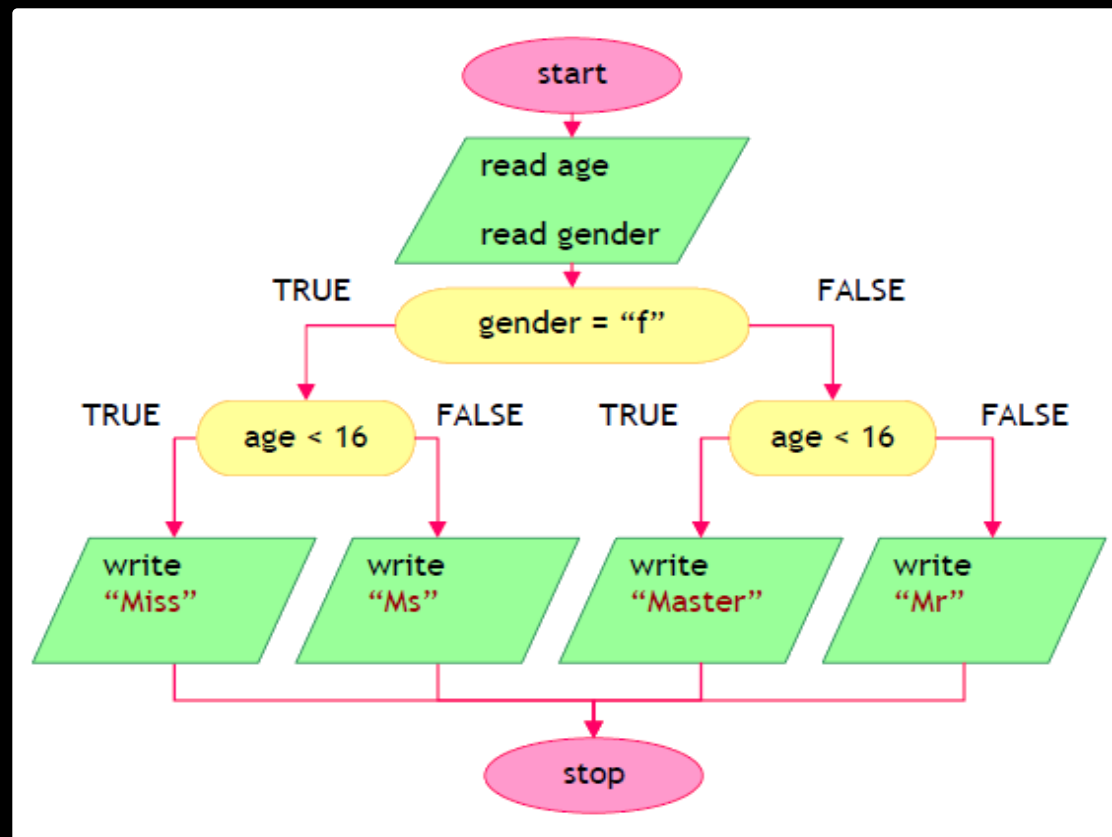 start
read age
read gender
TRUE
FALSE
gender = “f”
TRUE
FALSE
TRUE
FALSE
age < 16
age < 16
write
“Miss”
write
“Ms”
write
“Master”
write
“Mr”
stop